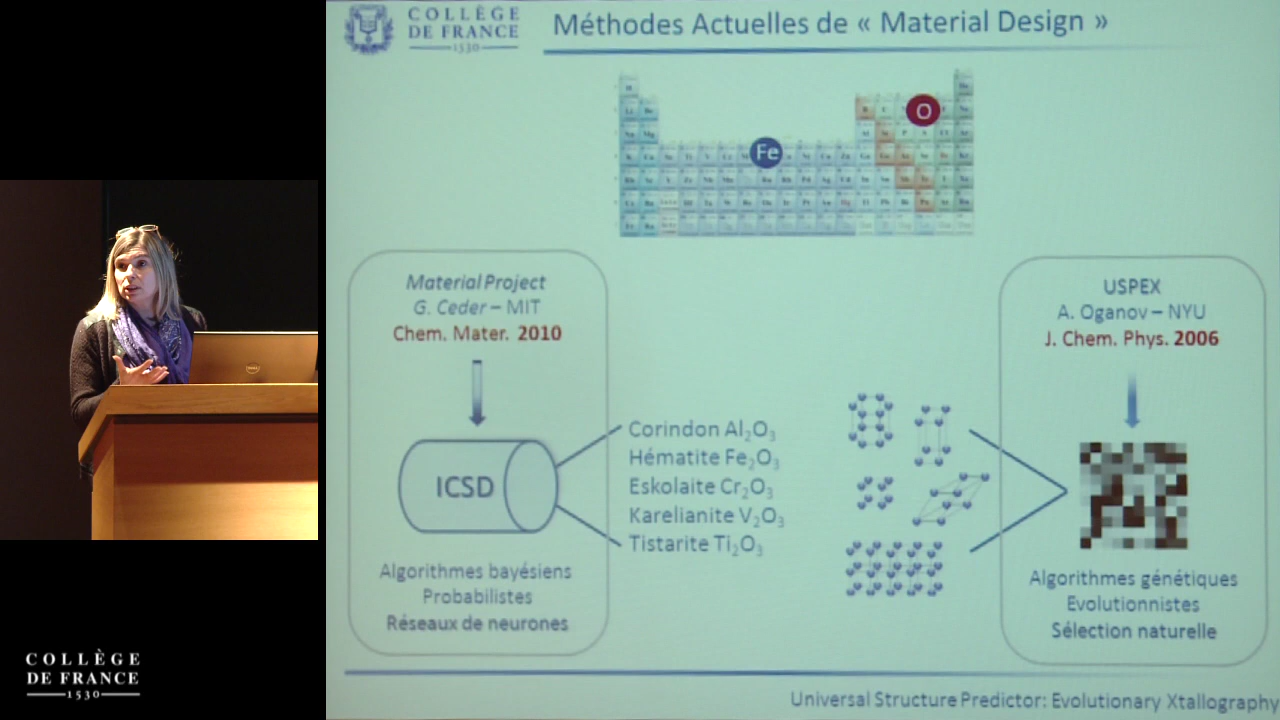 COLLÈGE
DE FRANCE
1530
Méthodes Actuelles de « Material Design »
O
Fe
Material Project
G. Ceder – MIT
Chem. Mater. 2010
ICSD
Algorithmes bayésiens
Probabilistes
Réseaux de neurones
Corindon Al₂O₃
Hématite Fe₂O₃
Eskolaite Cr₂O₃
Karelianite V₂O₃
Tistarite Ti₂O₃
USPEX
A. Oganov – NYU
J. Chem. Phys. 2006
Algorithmes génétiques
Evolutionnistes
Sélection naturelle
Universal Structure Predictor: Evolutionary Xtallography
DELL
COLLÈGE
DE FRANCE
1530